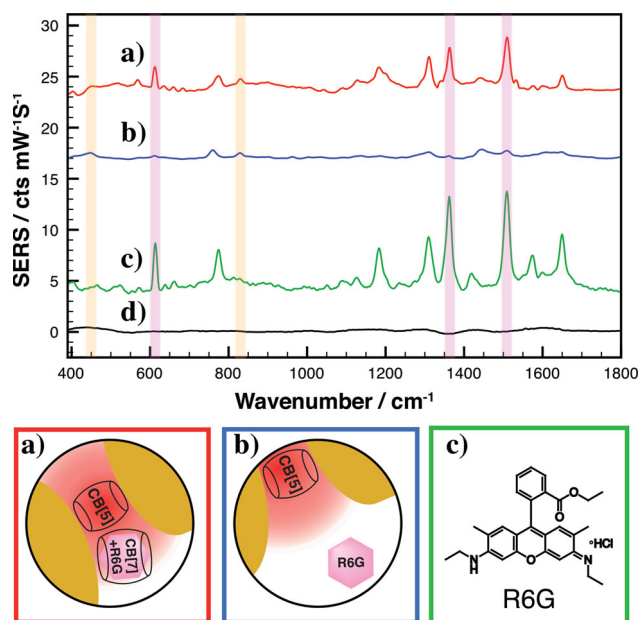 30
25
20
15
10
5
0
SERS / cts mW⁻¹S⁻¹
a)
b)
c)
d)
400 600 800 1000 1200 1400 1600 1800
Wavenumber / cm⁻¹
a)
CB[5]
CB[7]
+R6G
b)
CB[5]
R6G
c)
O
O
N
H
O
N
°HCl
R6G